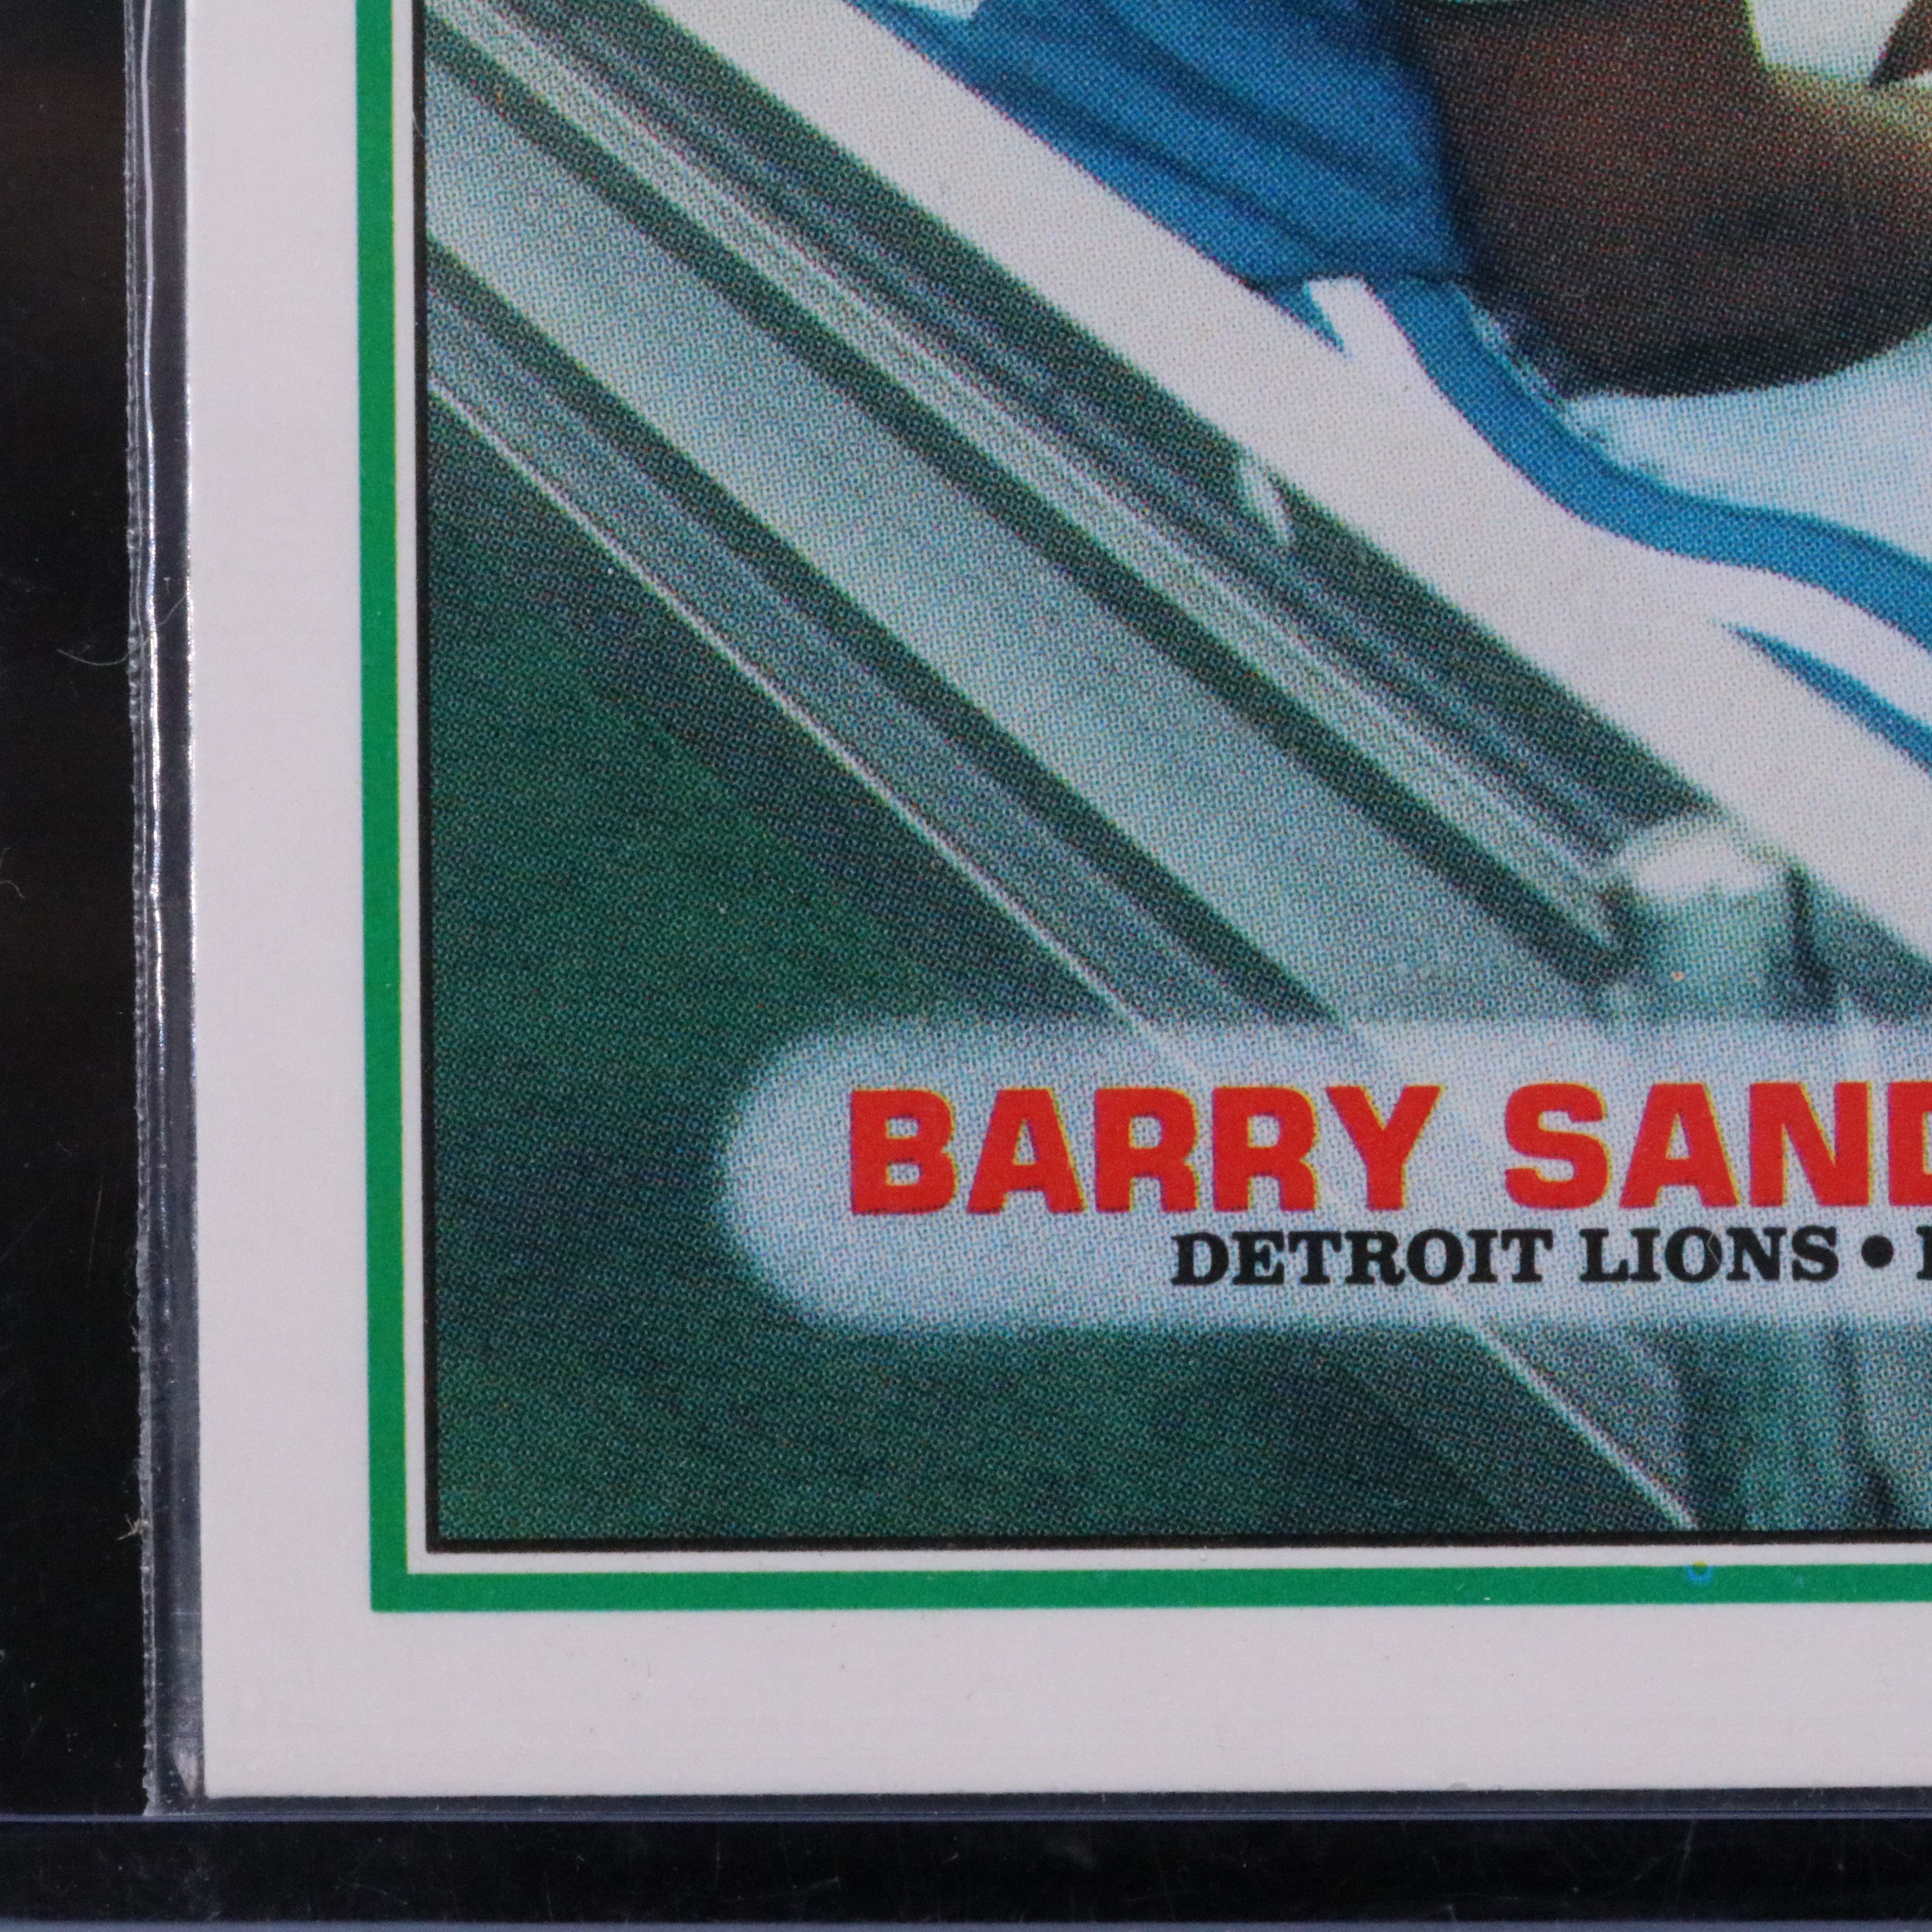 BARRY SAND
DETROIT LIONS •